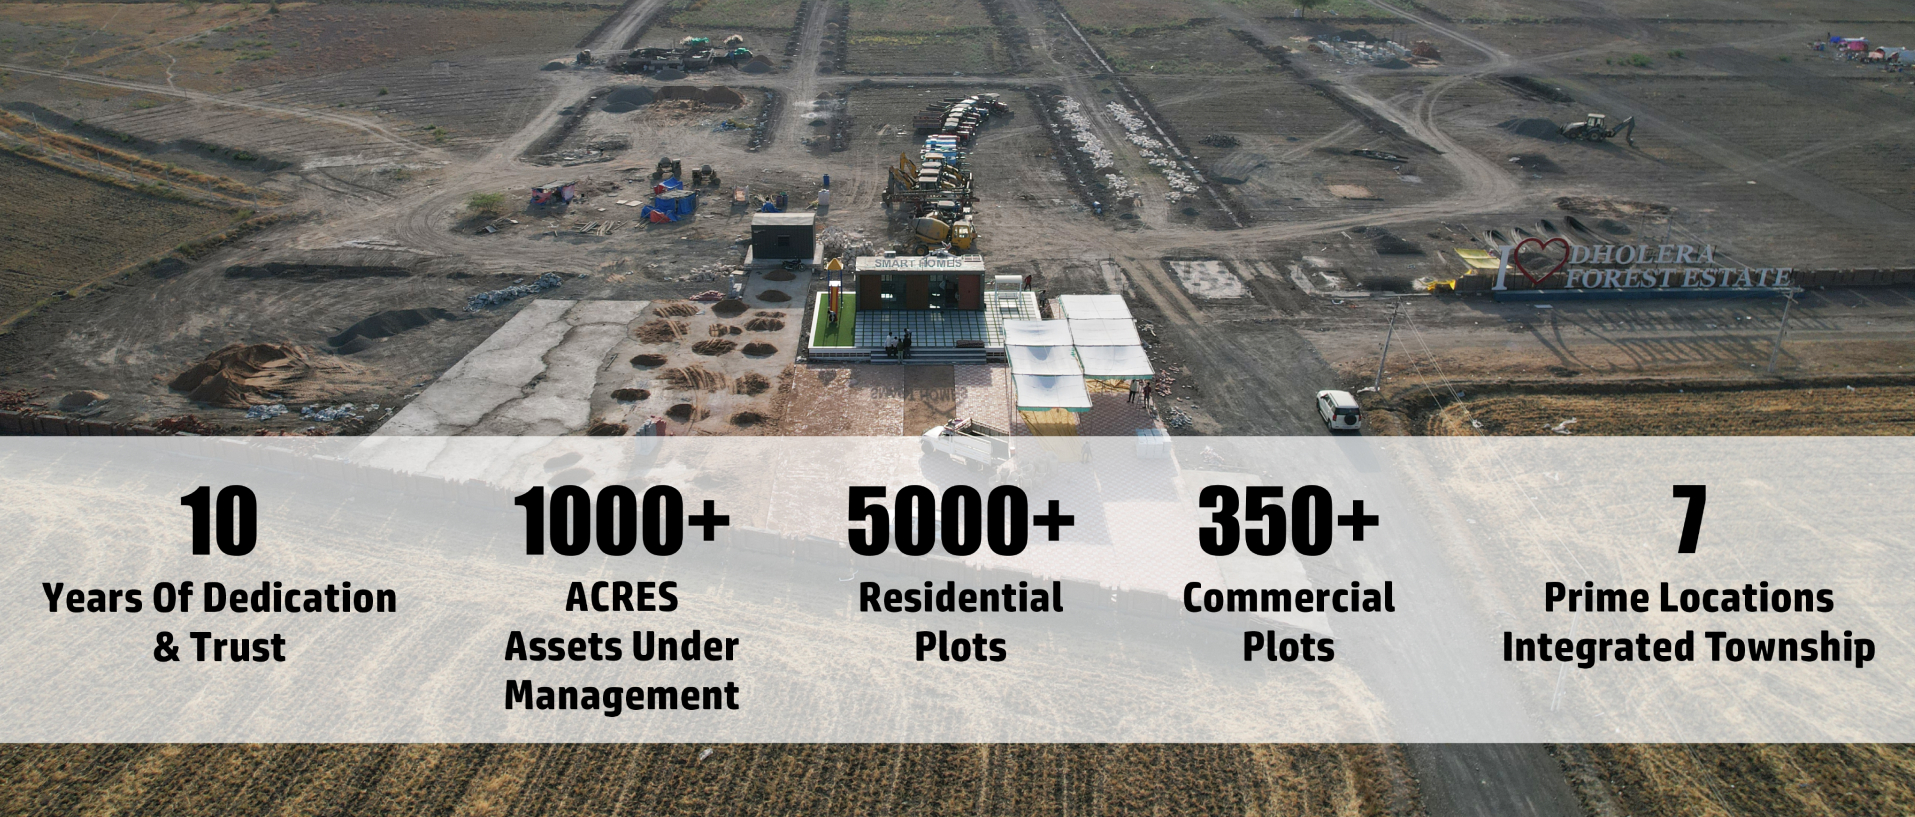 SMART HOMES
I DHOLERA
FOREST ESTATE
10
Years Of Dedication
& Trust
1000+
ACRES
Assets Under
Management
5000+
Residential
Plots
350+
Commercial
Plots
7
Prime Locations
Integrated Township